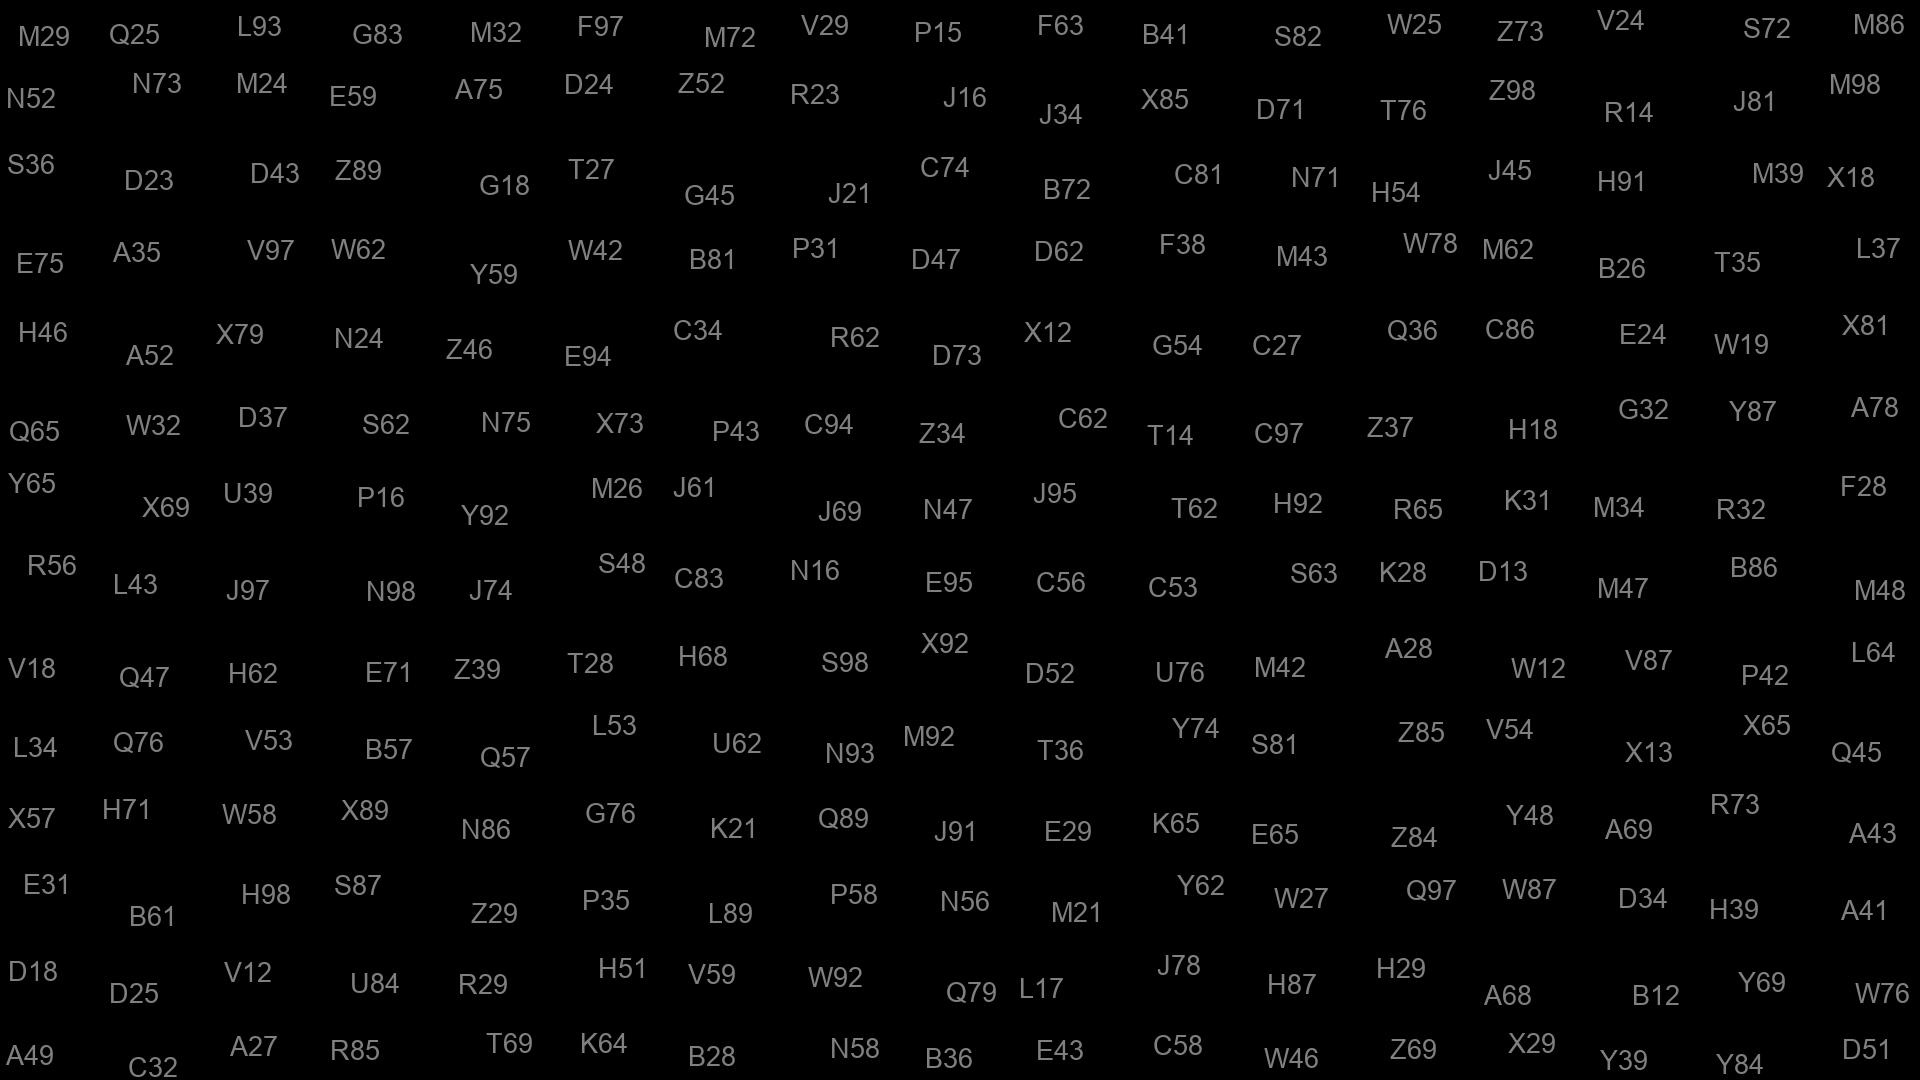 M29 Q25 L93 G83 M32 F97 M72 V29 P15 F63 B41 S82 W25 Z73 V24 S72 M86
N52 N73 M24 E59 A75 D24 Z52 R23 J16 J34 X85 D71 T76 Z98 R14 J81 M98
S36 D23 D43 Z89 G18 T27 G45 J21 C74 B72 C81 N71 H54 J45 H91 M39 X18
E75 A35 V97 W62 Y59 W42 B81 P31 D47 D62 F38 M43 W78 M62 B26 T35 L37
H46 A52 X79 N24 Z46 E94 C34 R62 D73 X12 G54 C27 Q36 C86 E24 W19 X81
Q65 W32 D37 S62 N75 X73 P43 C94 Z34 C62 T14 C97 Z37 H18 G32 Y87 A78
Y65 X69 U39 P16 Y92 M26 J61 J69 N47 J95 T62 H92 R65 K31 M34 R32 F28
R56 L43 J97 N98 J74 S48 C83 N16 E95 C56 C53 S63 K28 D13 M47 B86 M48
V18 Q47 H62 E71 Z39 T28 H68 S98 X92 D52 U76 M42 A28 W12 V87 P42 L64
L34 Q76 V53 B57 Q57 L53 U62 N93 M92 T36 Y74 S81 Z85 V54 X13 X65 Q45
X57 H71 W58 X89 N86 G76 K21 Q89 J91 E29 K65 E65 Z84 Y48 A69 R73 A43
E31 B61 H98 S87 Z29 P35 L89 P58 N56 M21 Y62 W27 Q97 W87 D34 H39 A41
D18 D25 V12 U84 R29 H51 V59 W92 Q79 L17 J78 H87 H29 A68 B12 Y69 W76
A49 C32 A27 R85 T69 K64 B28 N58 B36 E43 C58 W46 Z69 X29 Y39 Y84 D51